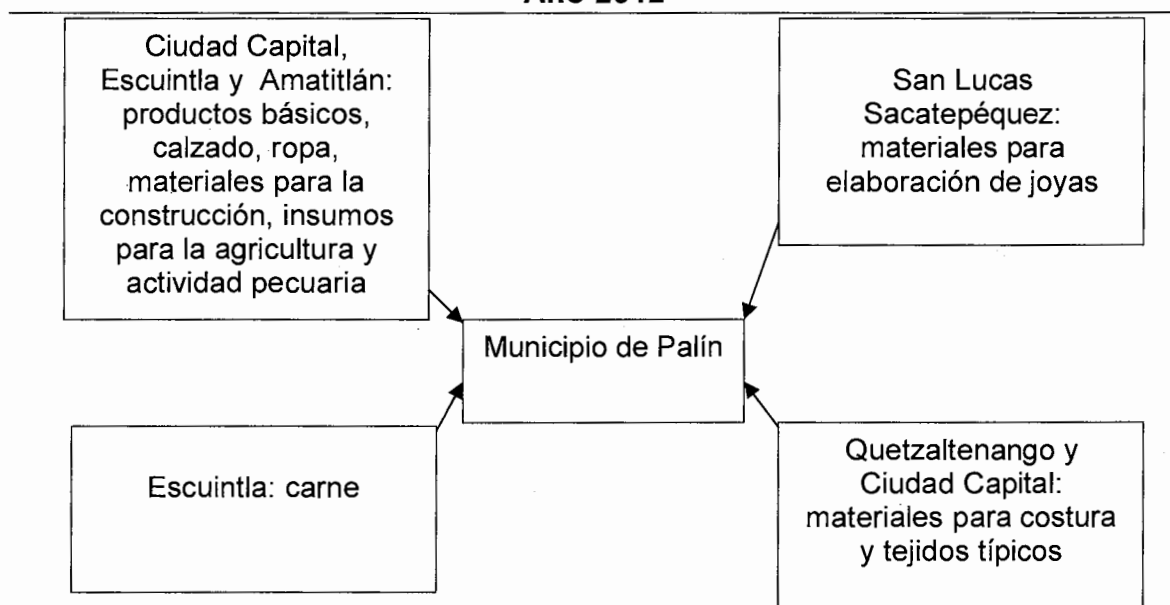 Ciudad Capital,
Escuintla y Amatitlán:
productos básicos,
calzado, ropa,
materiales para la
construcción, insumos
para la agricultura y
actividad pecuaria
San Lucas
Sacatepéquez:
materiales para
elaboración de joyas
Municipio de Palín
Escuintla: carne
Quetzaltenango y
Ciudad Capital:
materiales para costura
y tejidos típicos